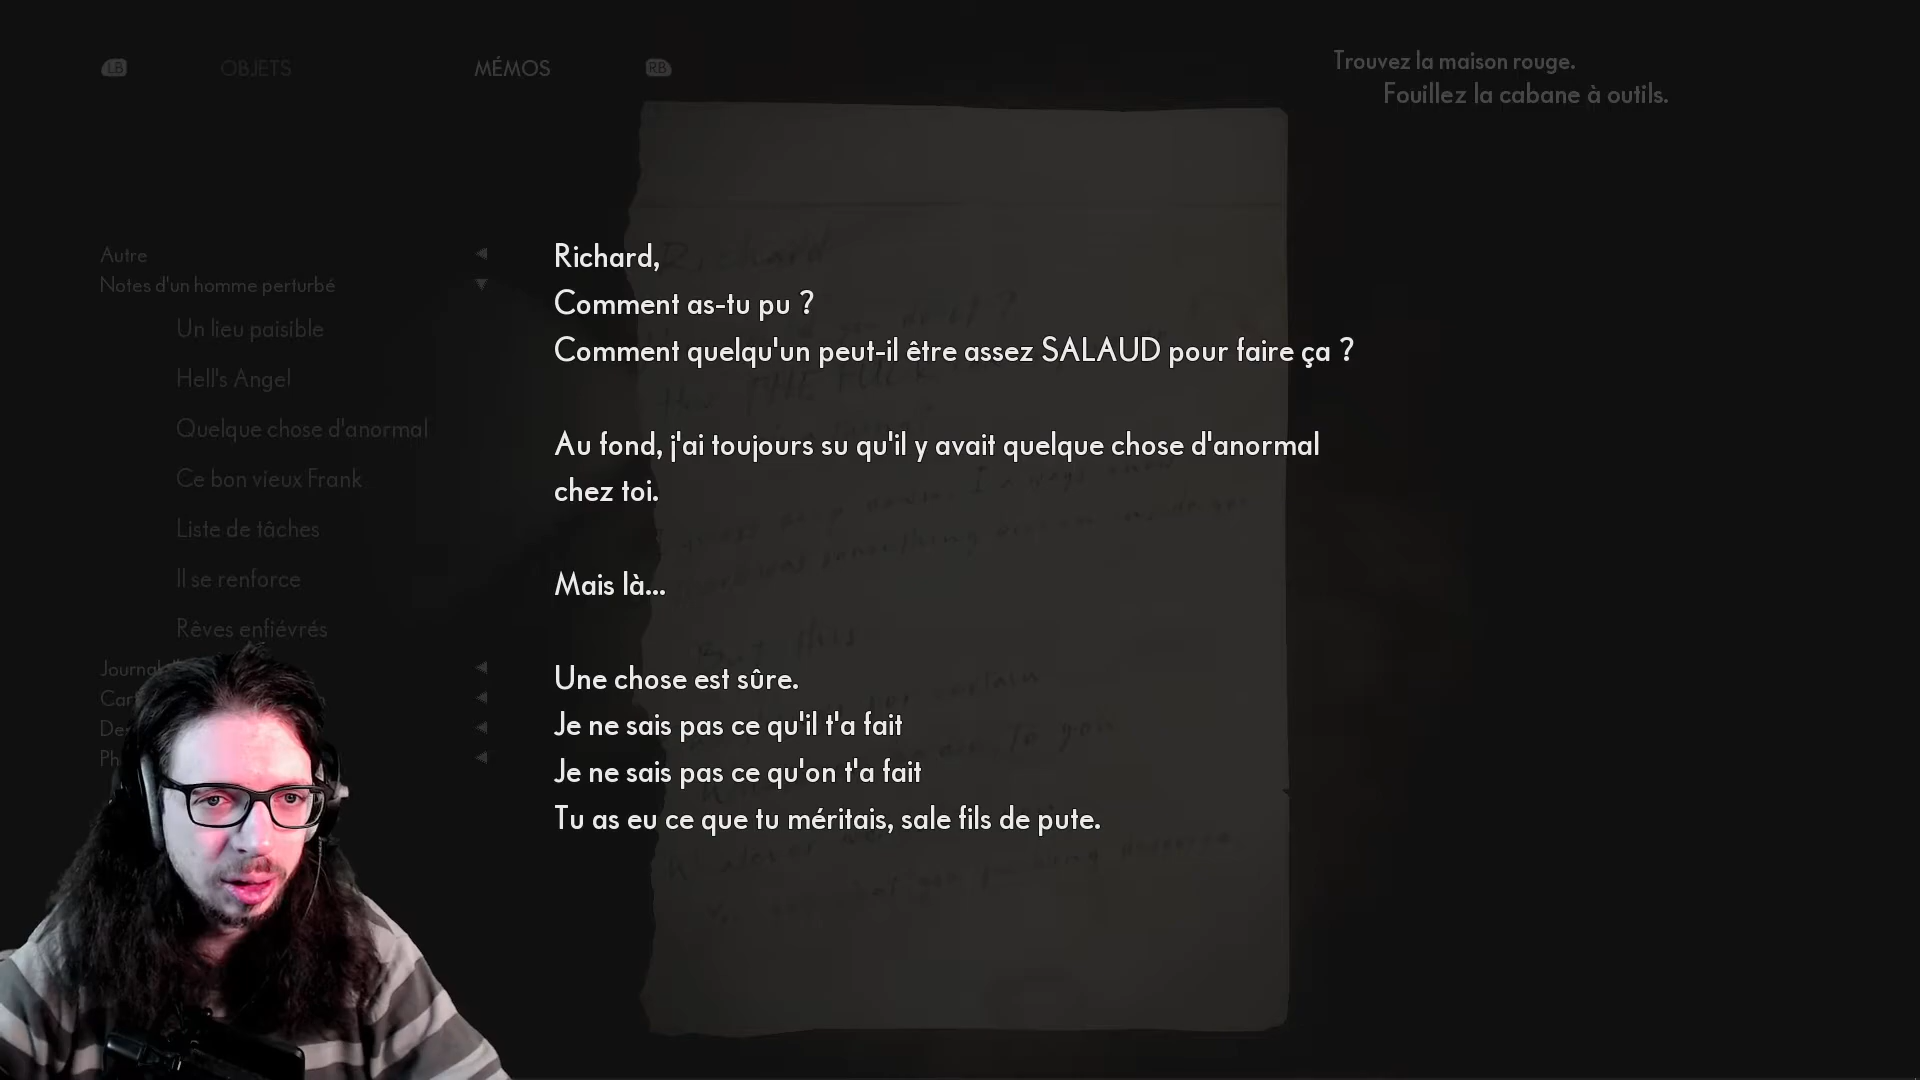 LB
OBJETS
MÉMOS
RB
Trouvez la maison rouge.
Fouillez la cabane à outils.
Autre
Notes d'un homme perturbé
Un lieu paisible
Hell's Angel
Quelque chose d'anormal
Ce bon vieux Frank
Liste de tâches
Il se renforce
Rêves enfiévrés
Journal
Richard,
Comment as-tu pu ?
Comment quelqu'un peut-il être assez SALAUD pour faire ça ?
Au fond, j'ai toujours su qu'il y avait quelque chose d'anormal
chez toi.
Mais là...
Une chose est sûre.
Je ne sais pas ce qu'il t'a fait
Je ne sais pas ce qu'on t'a fait
Tu as eu ce que tu méritais, sale fils de pute.